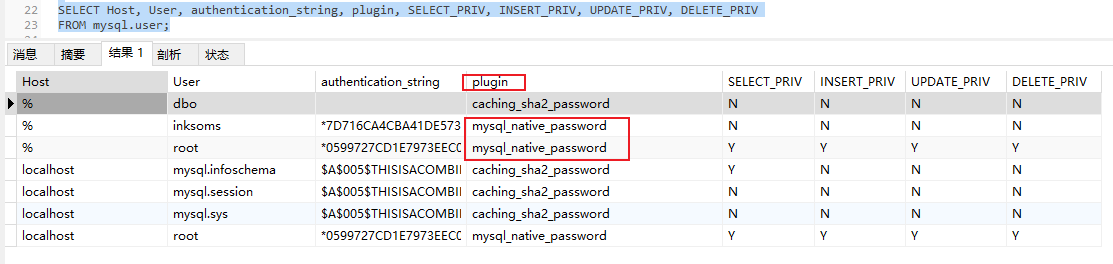 22 SELECT Host, User, authentication_string, plugin, SELECT_PRIV, INSERT_PRIV, UPDATE_PRIV, DELETE_PRIV
23 FROM mysql.user;
消息 摘要 结果 1 剖析 状态
Host User authentication_string plugin SELECT_PRIV INSERT_PRIV UPDATE_PRIV DELETE_PRIV
% dbo caching_sha2_password N N N N
% inksoms *7D716CA4CBA41DE573 mysql_native_password N N N N
% root *0599727CD1E7973EEC0 mysql_native_password Y Y Y Y
localhost mysql.infoschema $A$005$THISISACOMBII caching_sha2_password Y N N N
localhost mysql.session $A$005$THISISACOMBII caching_sha2_password N N N N
localhost mysql.sys $A$005$THISISACOMBII caching_sha2_password N N N N
localhost root *0599727CD1E7973EEC0 mysql_native_password Y Y Y Y